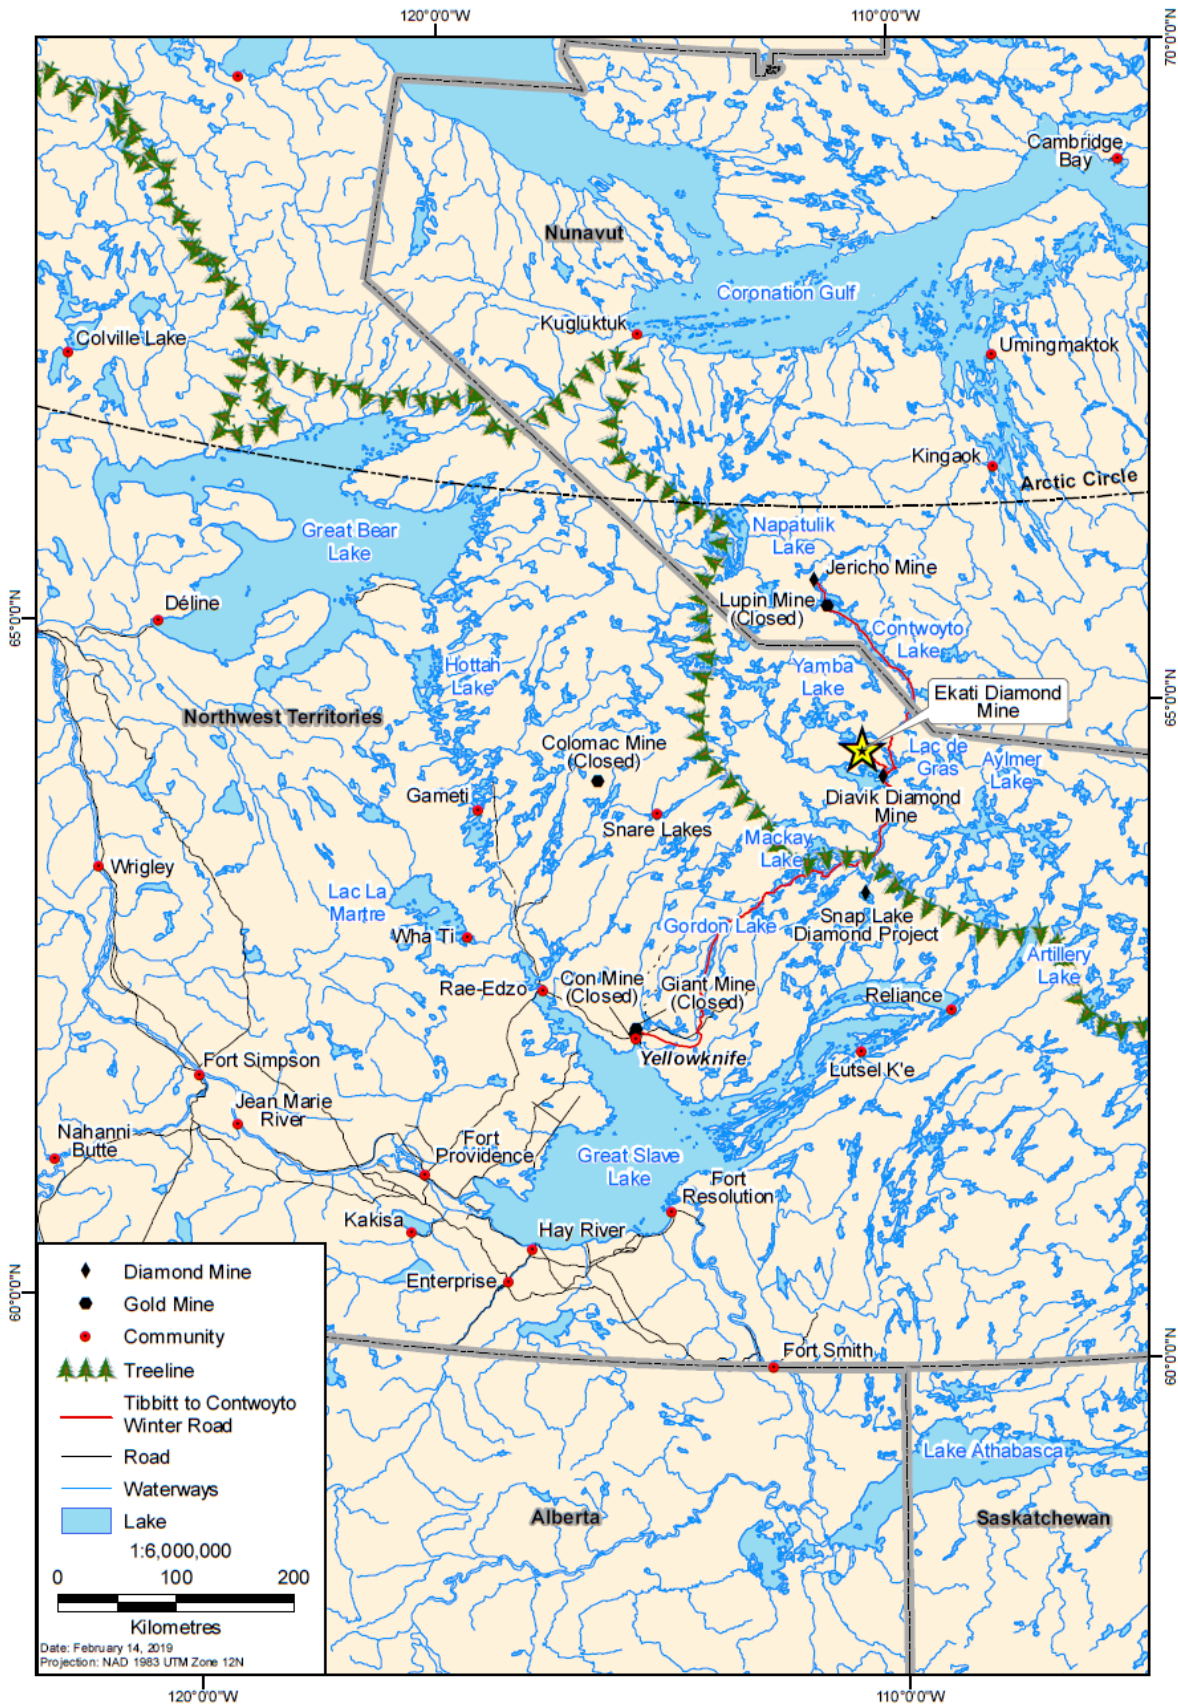 120°0'0"W
110°0'0"W
70°0'0"N
Cambridge
Bay
Nunavut
Coronation Gulf
Kugluktuk
Colville Lake
Umingmaktok
Kingaok
Arctic Circle
Napatulik
Lake
Great Bear
Lake
Jericho Mine
Déline
Lupin Mine
(Closed)
65°0'0"N
Contwoyto
Lake
Hottah
Lake
Yamba
Lake
Ekati Diamond
Mine
65°0'0"N
Northwest Territories
Colomac Mine
(Closed)
Lac de
Gras
Aylmer
Lake
Gameti
Diavik Diamond
Mine
Snare Lakes
Mackay
Lake
Wrigley
Lac La
Martre
Snap Lake
Diamond Project
Gordon Lake
Wha Ti
Artillery
Lake
Rae-Edzo
Con Mine
(Closed)
Giant Mine
(Closed)
Reliance
Yellowknife
Fort Simpson
Lutsel K'e
Jean Marie
River
Nahanni
Butte
Fort
Providence
Great Slave
Lake
Fort
Resolution
Kakisa
Hay River
Enterprise
60°0'0"N
Fort Smith
60°0'0"N
Diamond Mine
Gold Mine
Community
Treeline
Tibbitt to Contwoyto
Winter Road
Road
Waterways
Lake
1:6,000,000
0 100 200
Kilometres
Date: February 14, 2019
Projection: NAD 1983 UTM Zone 12N
Lake Athabasca
Alberta
Saskatchewan
120°0'0"W
110°0'0"W